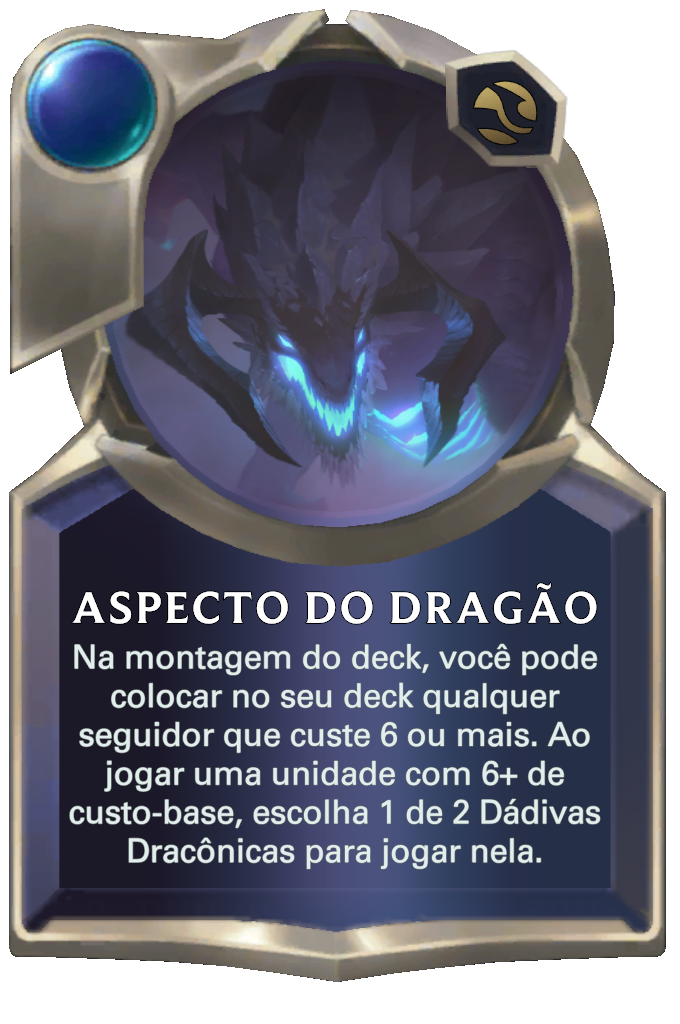 ASPECTO DO DRAGÃO
Na montagem do deck, você pode
colocar no seu deck qualquer
seguidor que custe 6 ou mais. Ao
jogar uma unidade com 6+ de
custo-base, escolha 1 de 2 Dádivas
Dracônicas para jogar nela.